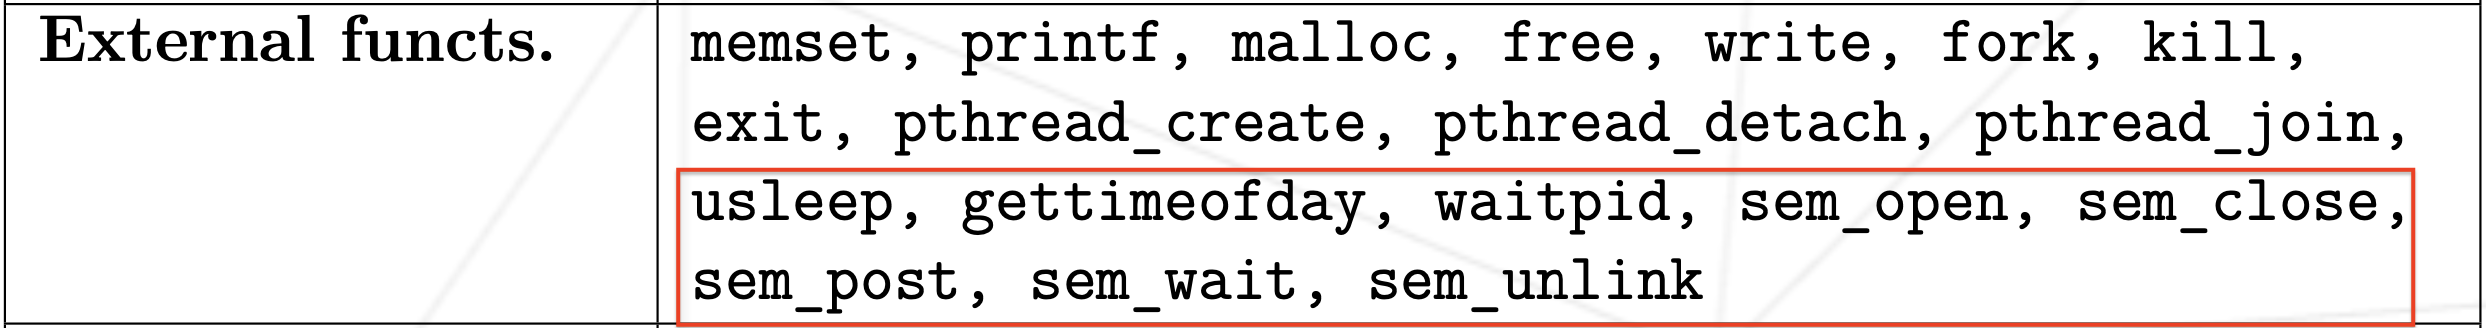 External functs.
memset, printf, malloc, free, write, fork, kill,
exit, pthread_create, pthread_detach, pthread_join,
usleep, gettimeofday, waitpid, sem_open, sem_close,
sem_post, sem_wait, sem_unlink